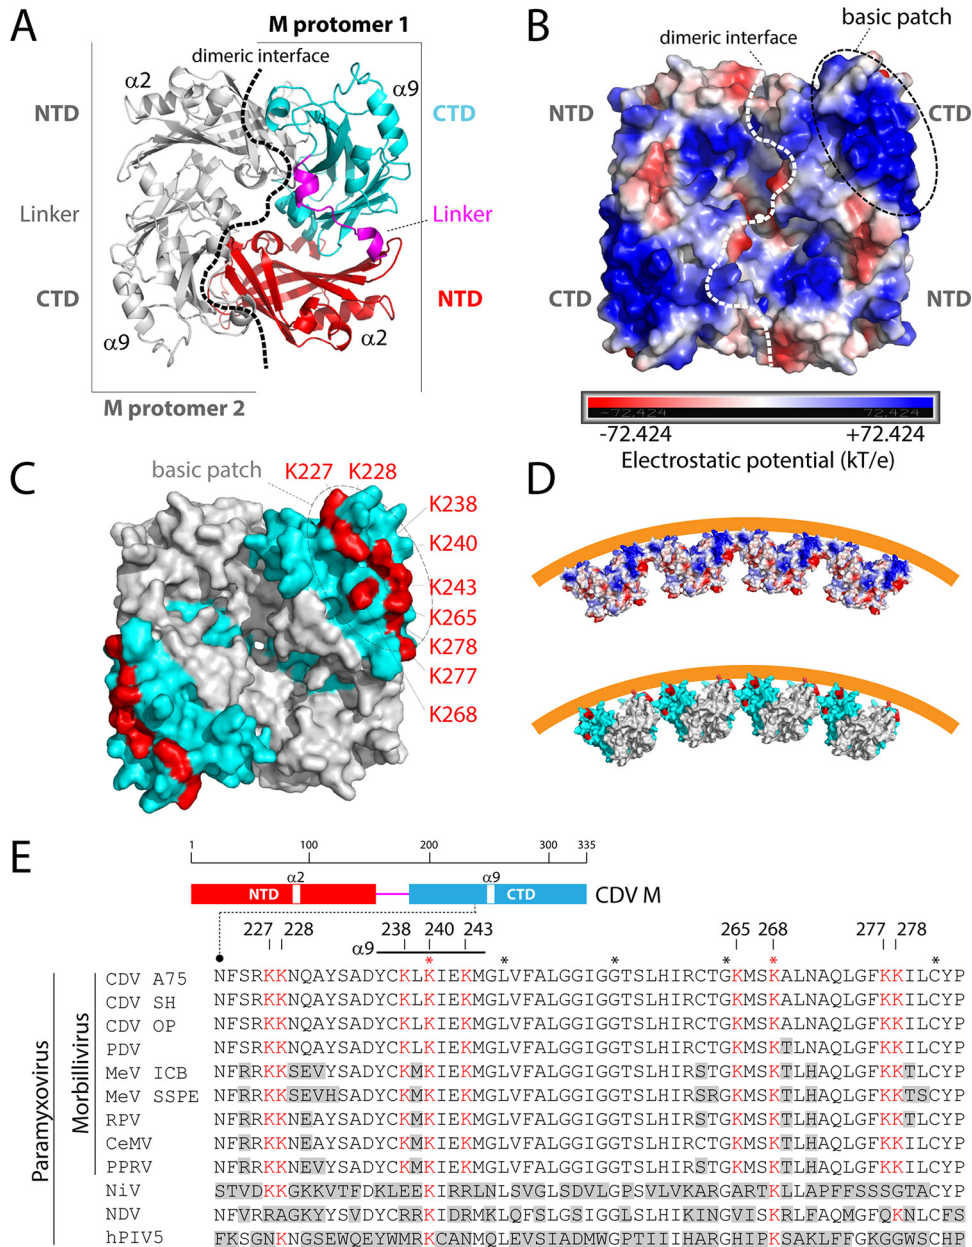 A
M protomer 1
dimeric interface
α2
α9
NTD
CTD
Linker
Linker
CTD
NTD
α9
α2
M protomer 2
B
basic patch
dimeric interface
NTD
CTD
CTD
NTD
-72.424
72.424
-72.424
+72.424
Electrostatic potential (kT/e)
C
basic patch
K227
K228
K238
K240
K243
K265
K278
K277
K268
D
E
1
100
200
300
335
α2
α9
NTD
CTD
CDV M
227
228
238
240
243
265
268
277
278
α9
* * * * * *
Paramyxovirus
Morbillivirus
CDV A75 NFSRKKNQAYSADYCKLKIEKMGLVFALGGIGGTSLHIRCTGKMSKALNAQLGFKKILCYP
CDV SH NFSRKKNQAYSADYCKLKIEKMGLVFALGGIGGTSLHIRCTGKMSKALNAQLGFKKILCYP
CDV OP NFSRKKNQAYSADYCKLKIEKMGLVFALGGIGGTSLHIRCTGKMSKALNAQLGFKKILCYP
PDV NFSRKKNQAYSADYCKLKIEKMGLVFALGGIGGTSLHIRCTGKMSKTLNAQLGFKKILCYP
MeV ICB NFRRKKSEVYSADYCKMKIEKMGLVFALGGIGGTSLHIRSTGKMSKTLHAQLGFKKTLCYP
MeV SSPE NFRRKKSEVHSADYCKMKIEKMGLVFALGGIGGTSLHIRSRGKMSKTLHAQLGFKKTSCYP
RPV NFRRKKNEAYSADYCKMKIEKMGLVFALGGIGGTSLHIRSTGKMSKTLHAQLGFKKTLCYP
CeMV NFRRKKNEAYSADYCKMKIEKMGLVFALGGIGGTSLHIRCTGKMSKTLHAQLGFKKILCYP
PPRV NFRRKKNEVYSADYCKMKIEKMGLVFALGGIGGTSLHIRSTGKMSKTLHAQLGFKKILCYP
NiV STVDKKGKKVTFDKLEEKIRRLNLSVGLSDVLGPSVLVKARGARTKLLAPFFSSSGTACYP
NDV NFVRRAGKYYSVDYCRRKIDRMKLQFSLGSIGGLSLHIKINGVISKRLFAQMGFQKNLCFS
hPIV5 FKSGNKNGSEWQEYWMRKCANMQLEVSIADMWGPTIIIHARGHIPKSAKLFFGKGGWSCHP